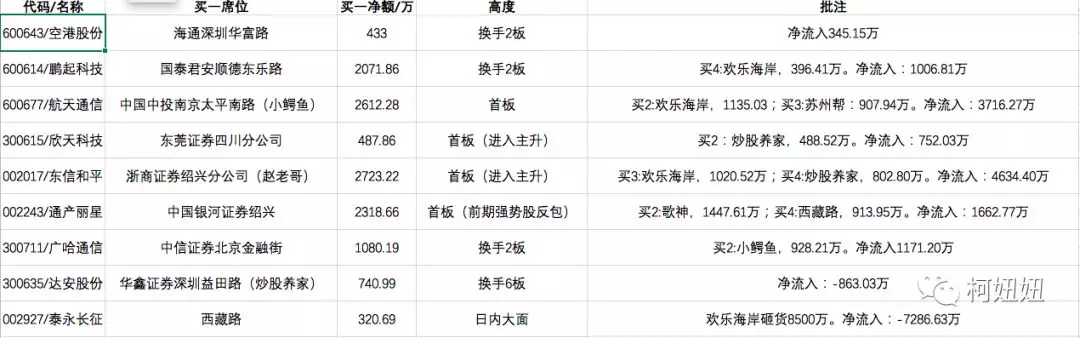 代码/名称 买一席位 买一净额/万 高度 批注
600643/空港股份 海通深圳华富路 433 换手2板 净流入345.15万
600614/鹏起科技 国泰君安顺德东乐路 2071.86 换手2板 买4:欢乐海岸，396.41万。净流入：1006.81万
600677/航天通信 中国中投南京太平南路（小鳄鱼） 2612.28 首板 买2:欢乐海岸，1135.03；买3:苏州帮：907.94万。净流入：3716.27万
300615/欣天科技 东莞证券四川分公司 487.86 首板（进入主升） 买2：炒股养家，488.52万。净流入：752.03万
002017/东信和平 浙商证券绍兴分公司（赵老哥） 2723.22 首板（进入主升） 买3:欢乐海岸，1020.52万；买4:炒股养家，802.80万。净流入：4634.40万
002243/通产丽星 中国银河证券绍兴 2318.66 首板（前期强势股反包） 买2:歌神，1447.61万；买4:西藏路，913.95万。净流入：1662.77万
300711/广哈通信 中信证券北京金融街 1080.19 换手2板 买2:小鳄鱼，928.21万。净流入1171.20万
300635/达安股份 华鑫证券深圳益田路（炒股养家） 740.99 换手6板 净流入：-863.03万
002927/泰永长征 西藏路 320.69 日内大面 欢乐海岸砸货8500万。净流入：-7286.63万
柯妞妞